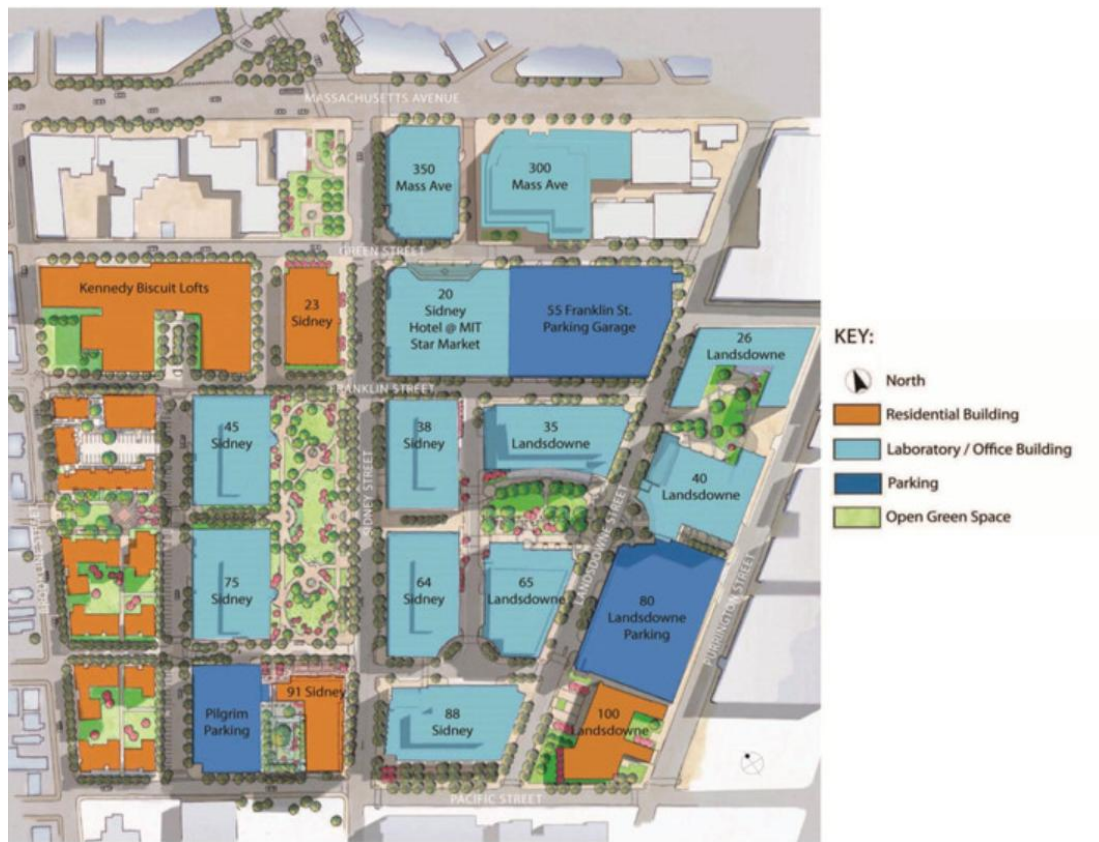 MASSACHUSETTS AVENUE
350
Mass Ave
300
Mass Ave
GREEN STREET
Kennedy Biscuit Lofts
23
Sidney
20
Sidney
Hotel @ MIT
Star Market
55 Franklin St.
Parking Garage
26
Landsdowne
KEY:
North
Residential Building
Laboratory / Office Building
Parking
Open Green Space
FRANKLIN STREET
45
Sidney
38
Sidney
35
Landsdowne
40
Landsdowne
SIDNEY STREET
LANDSDOWNE STREET
75
Sidney
64
Sidney
65
Landsdowne
80
Landsdowne
Parking
PURRINGTON STREET
Pilgrim
Parking
91 Sidney
88
Sidney
100
Landsdowne
PACIFIC STREET